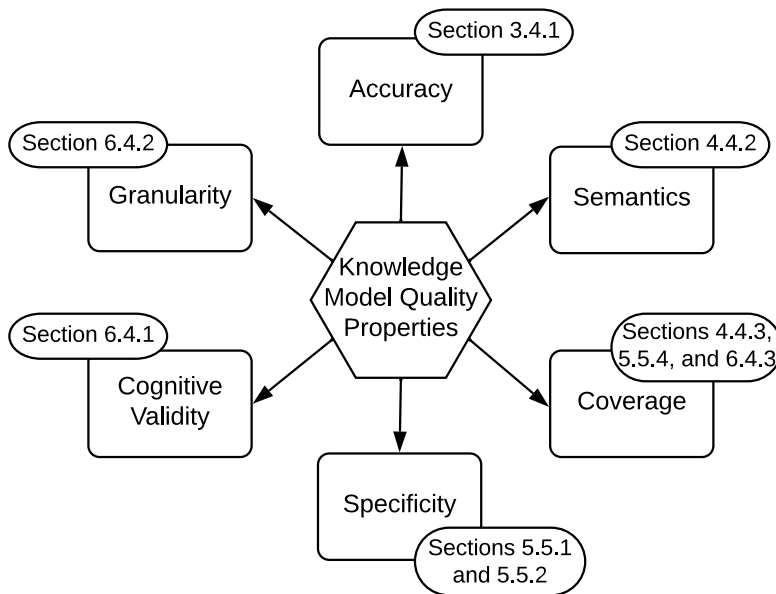 Section 3.4.1
Accuracy
Section 6.4.2
Granularity
Section 4.4.2
Semantics
Knowledge
Model Quality
Properties
Section 6.4.1
Cognitive
Validity
Sections 4.4.3,
5.5.4, and 6.4.3
Coverage
Specificity
Sections 5.5.1
and 5.5.2